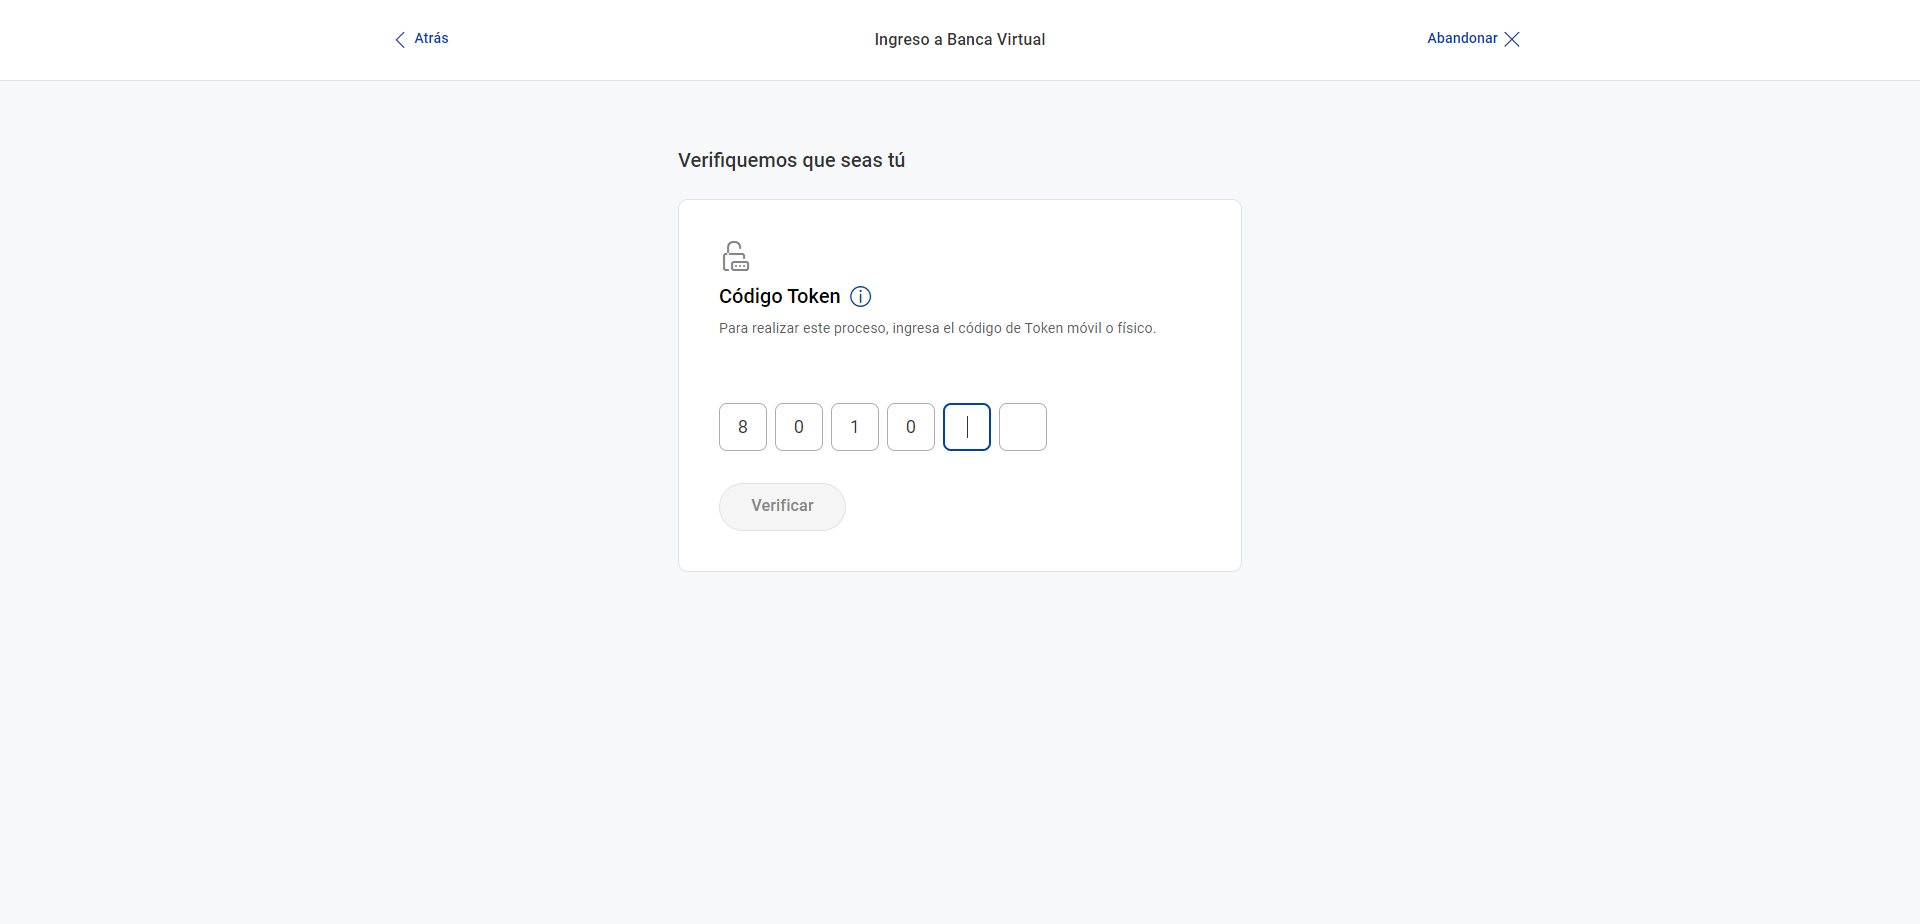 Atrás
Ingreso a Banca Virtual
Abandonar
Verifiquemos que seas tú
Código Token
Para realizar este proceso, ingresa el código de Token móvil o físico.
8 0 1 0
Verificar